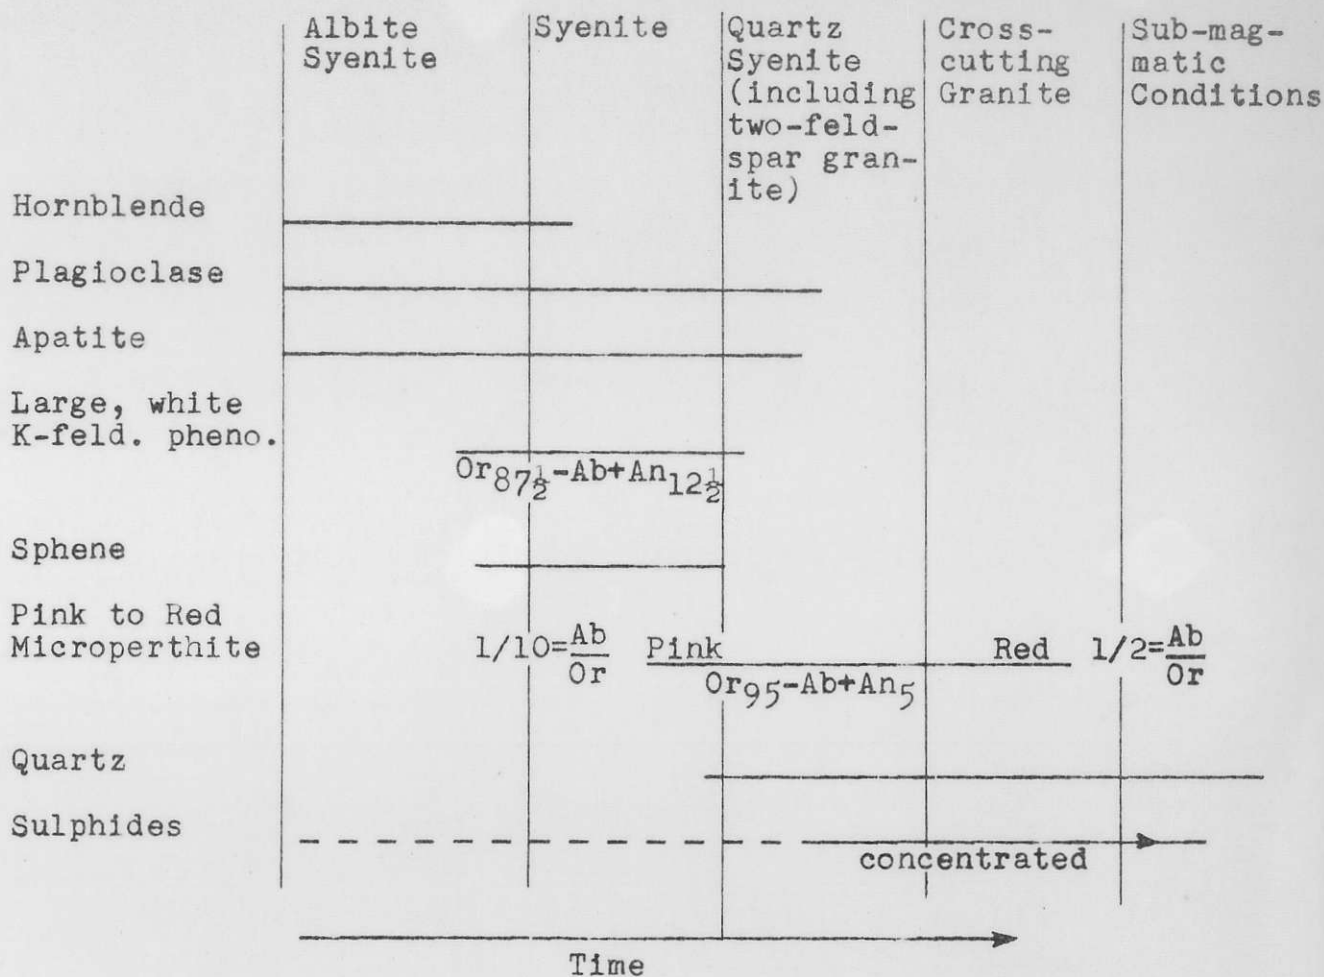 Albite
Syenite
Syenite
Quartz
Syenite
(including
two-feld-
spar gran-
ite)
Cross-
cutting
Granite
Sub-mag-
matic
Conditions
Hornblende
Plagioclase
Apatite
Large, white
K-feld. pheno.
Or87½-Ab+An12½
Sphene
Pink to Red
Microperthite
1/10=Ab/Or
Pink
Red
1/2=Ab/Or
Or95-Ab+An5
Quartz
Sulphides
concentrated
Time